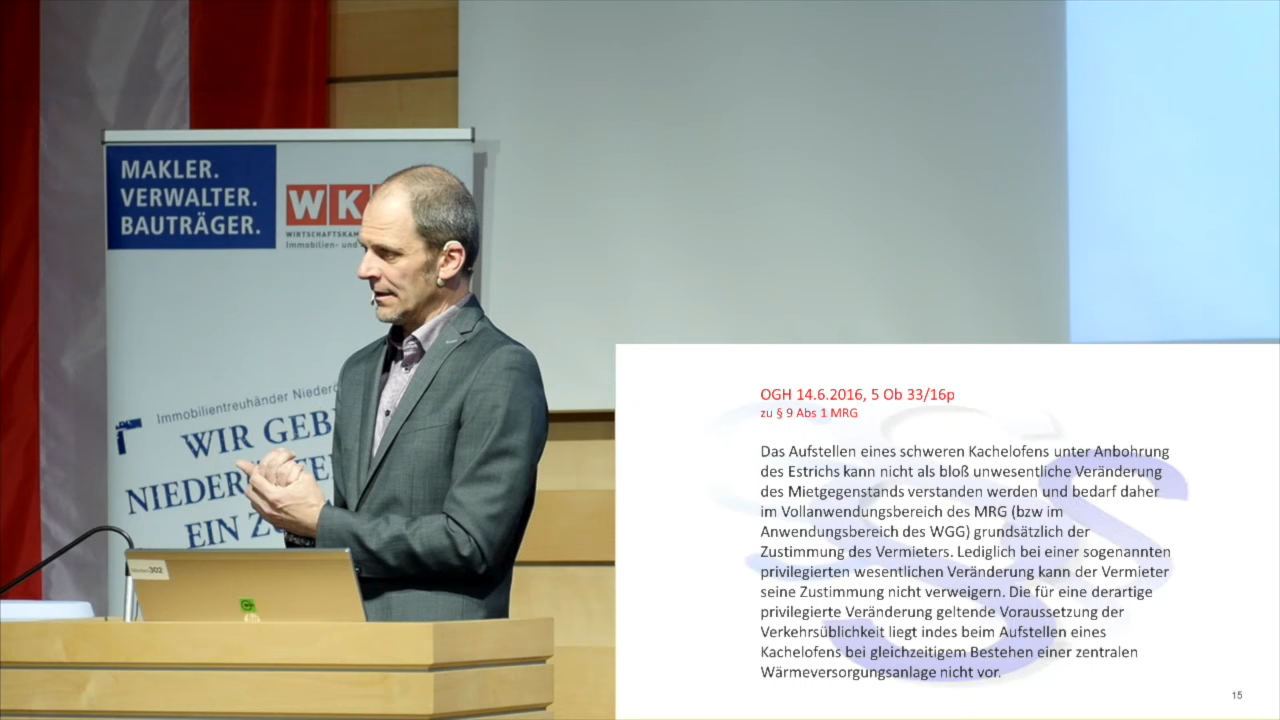 MAKLER.
VERWALTER.
BAUTRÄGER.
WK
WIRTSCHAFTSKAM
Immobilien- und
Immobilientreuhänder
WIR GEB
EIN
302
OGH 14.6.2016, 5 Ob 33/16p
zu § 9 Abs 1 MRG
Das Aufstellen eines schweren Kachelofens unter Anbohrung
des Estrichs kann nicht als bloß unwesentliche Veränderung
des Mietgegenstands verstanden werden und bedarf daher
im Vollanwendungsbereich des MRG (bzw im
Anwendungsbereich des WGG) grundsätzlich der
Zustimmung des Vermieters. Lediglich bei einer sogenannten
privilegierten wesentlichen Veränderung kann der Vermieter
seine Zustimmung nicht verweigern. Die für eine derartige
privilegierte Veränderung geltende Voraussetzung der
Verkehrsüblichkeit liegt indes beim Aufstellen eines
Kachelofens bei gleichzeitigem Bestehen einer zentralen
Wärmeversorgungsanlage nicht vor.
15